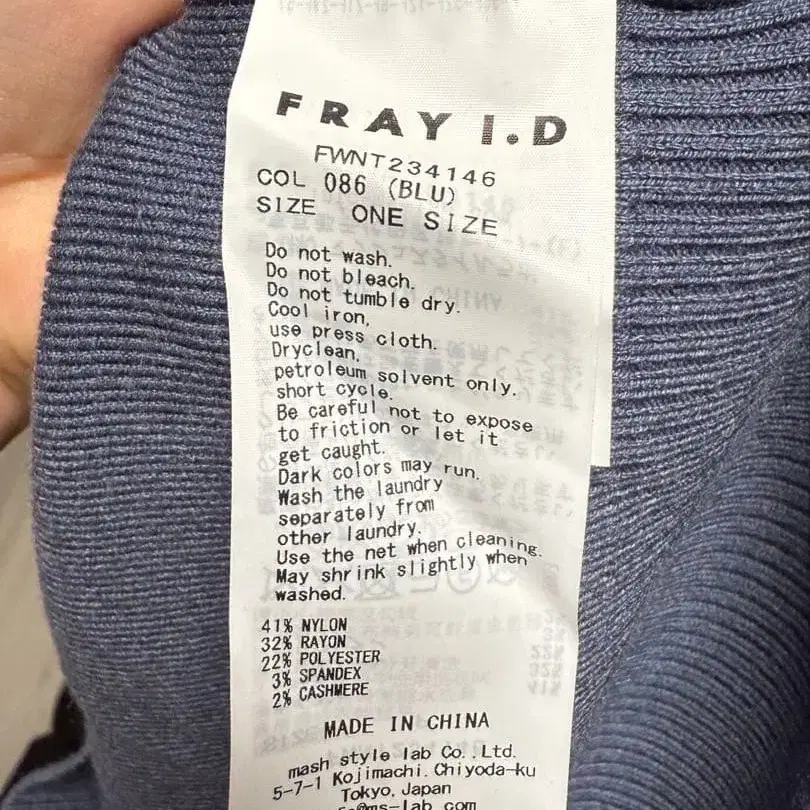 FRAY I.D
FWNT234146
COL 086 (BLU)
SIZE ONE SIZE
Do not wash.
Do not bleach.
Do not tumble dry.
Cool iron,
use press cloth.
Dryclean,
petroleum solvent only.
short cycle.
Be careful not to expose
to friction or let it
get caught.
Dark colors may run.
Wash the laundry
separately from
other laundry.
Use the net when cleaning.
May shrink slightly when
washed.
41% NYLON
32% RAYON
22% POLYESTER
3% SPANDEX
2% CASHMERE
MADE IN CHINA
mash style lab Co.,Ltd.
5-7-1 Kojimachi, Chiyoda-ku
Tokyo, Japan